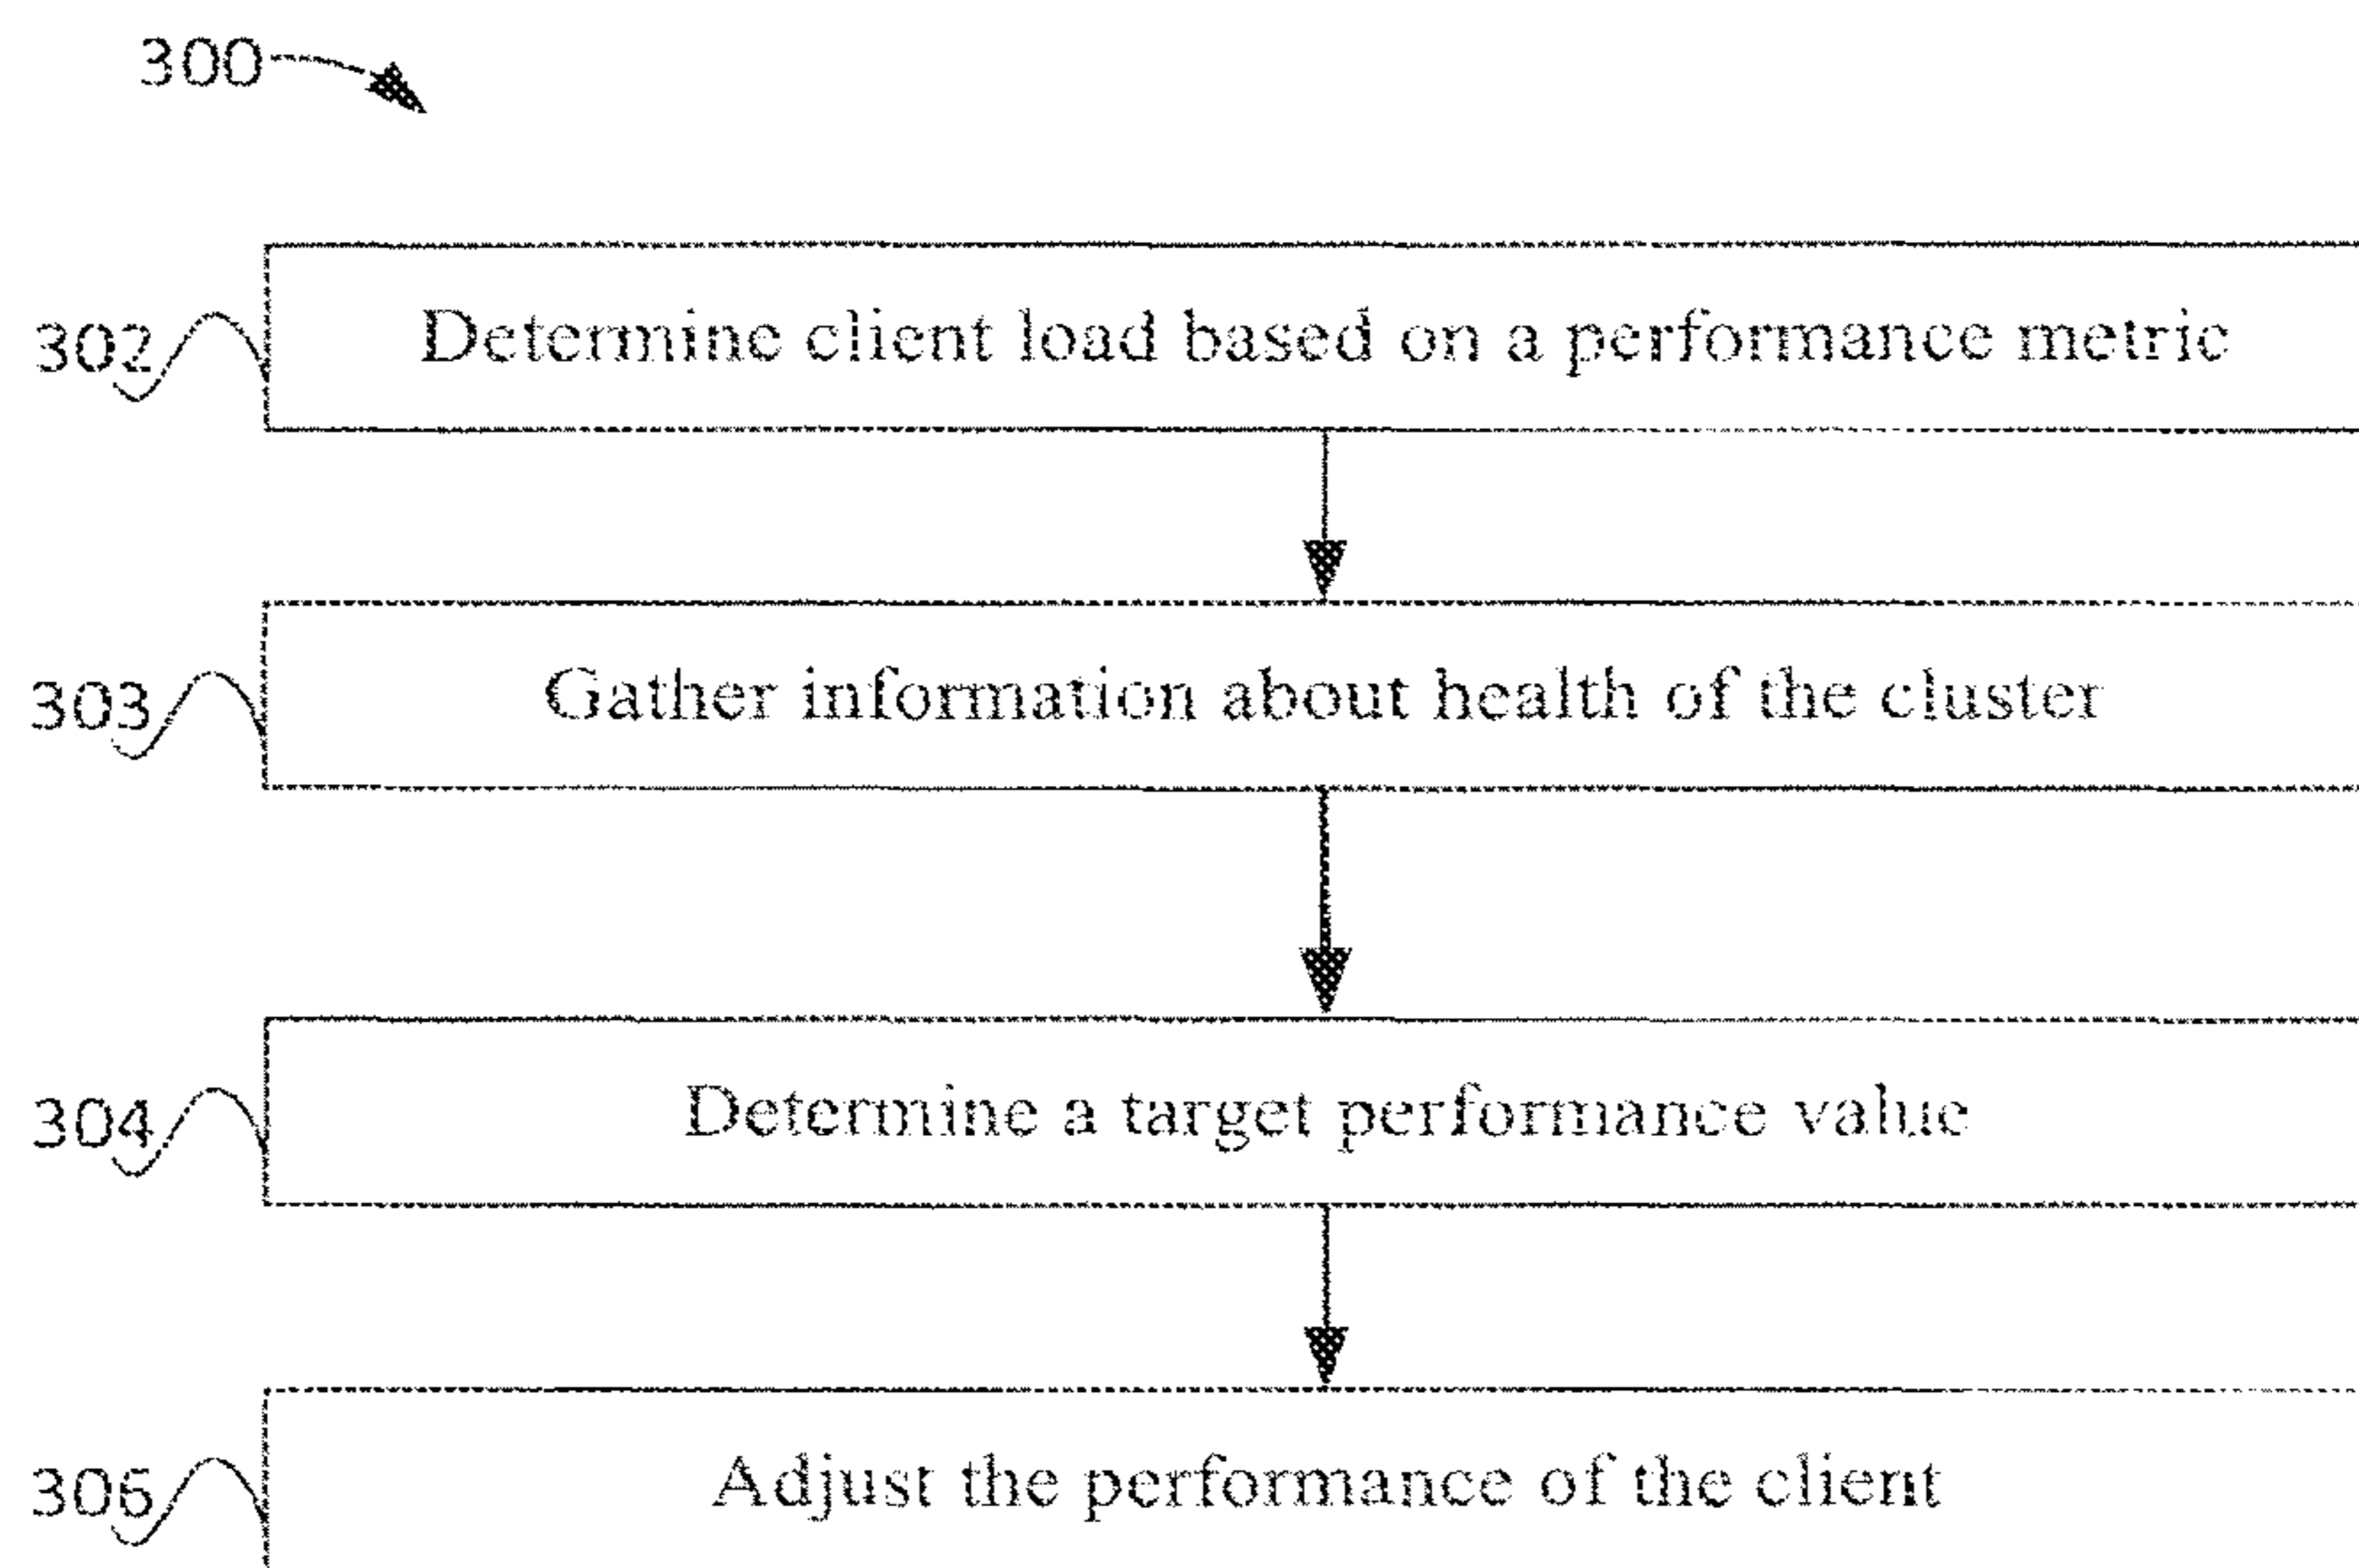 300
302 Determine client load based on a performance metric
303 Gather information about health of the cluster
304 Determine a target performance value
306 Adjust the performance of the client